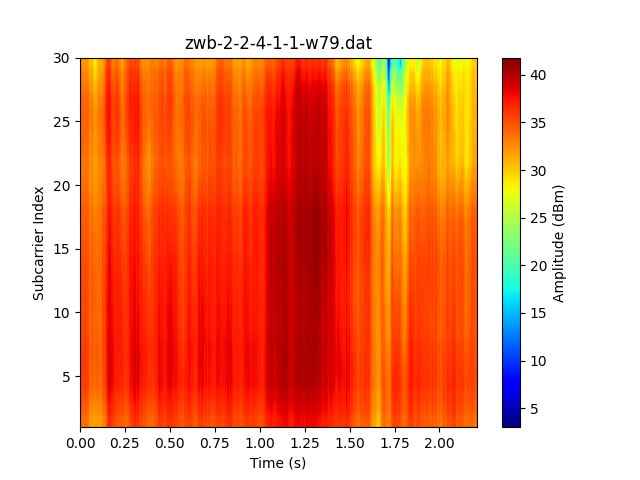 zwb-2-2-4-1-1-w79.dat
30
25
20
15
10
5
Subcarrier Index
0.00 0.25 0.50 0.75 1.00 1.25 1.50 1.75 2.00
Time (s)
40
35
30
25
20
15
10
5
Amplitude (dBm)